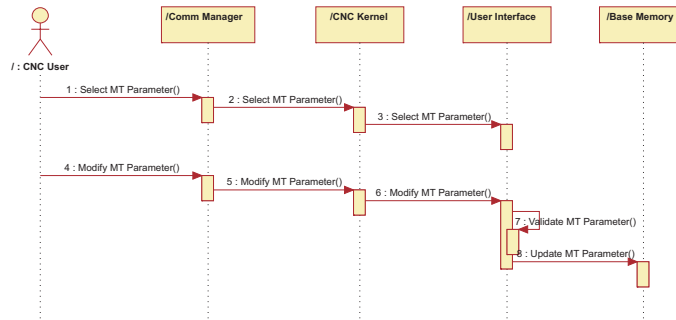 /Comm Manager
/CNC Kernel
/User Interface
/Base Memory
/ : CNC User
1 : Select MT Parameter()
2 : Select MT Parameter()
3 : Select MT Parameter()
4 : Modify MT Parameter()
5 : Modify MT Parameter()
6 : Modify MT Parameter()
7 : Validate MT Parameter()
8 : Update MT Parameter()